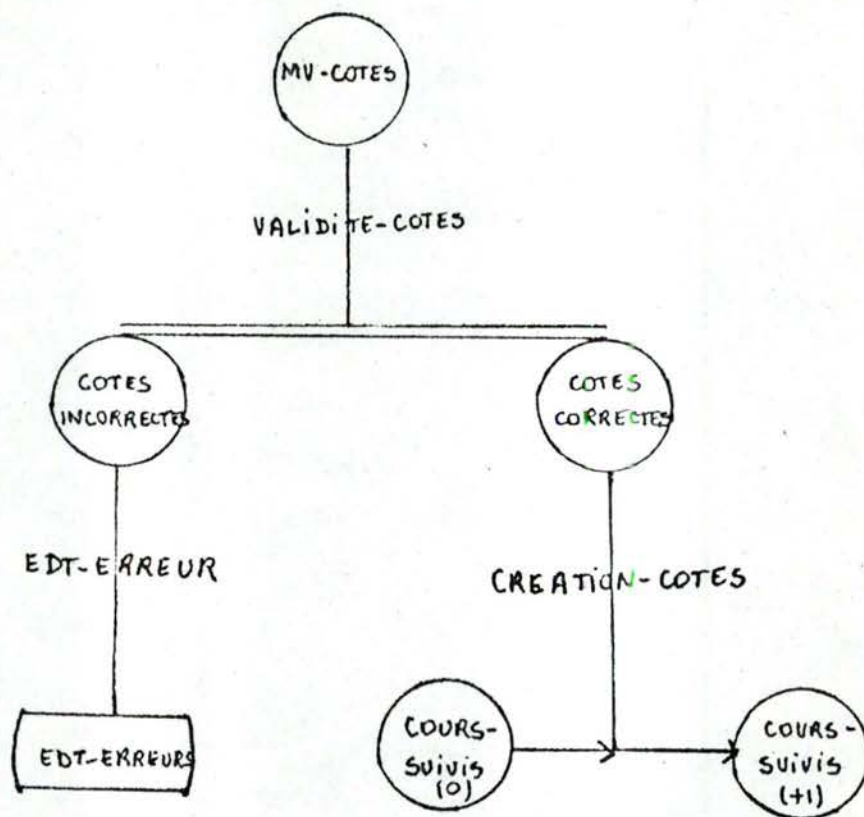 MV-COTES
VALIDITE-COTES
COTES
INCORRECTES
COTES
CORRECTES
EDT-ERREUR
CREATION-COTES
EDT-ERREURS
COURS-
SUIVIS
(0)
COURS-
SUIVIS
(+1)